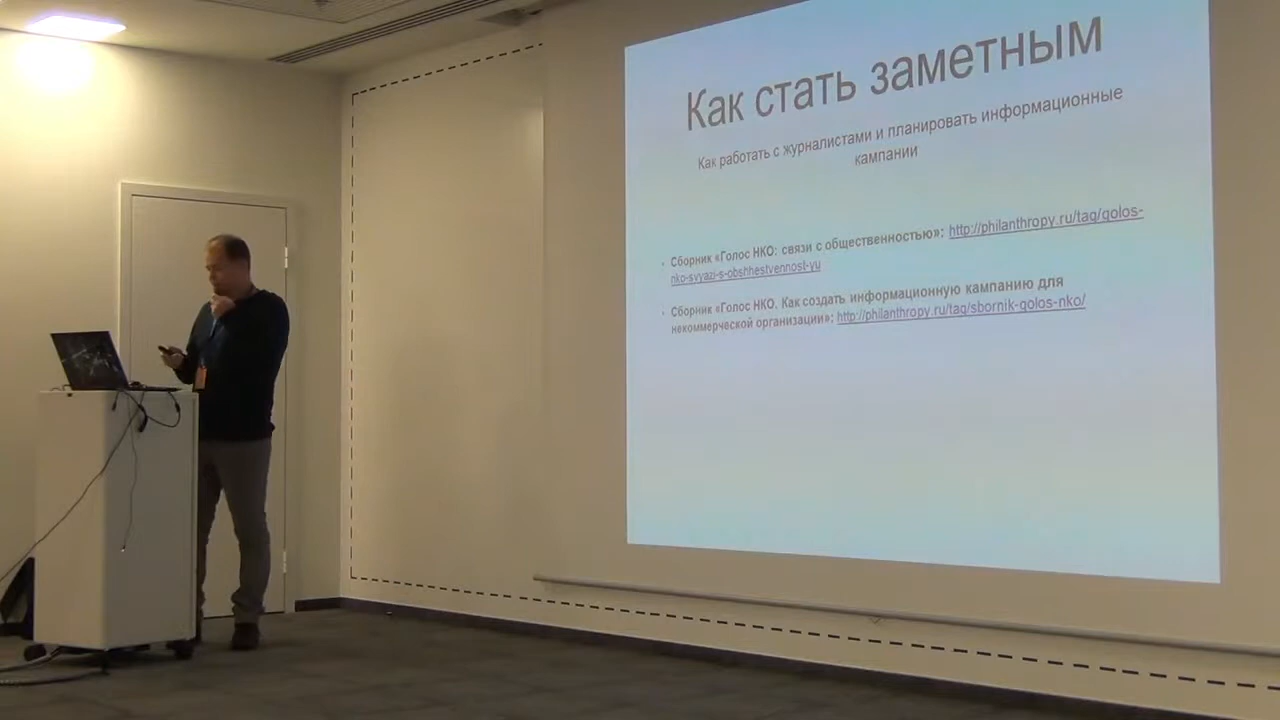 Как стать заметным
Как работать с журналистами и планировать информационные
кампании
Сборник «Голос НКО: связи с общественностью»: http://philanthropy.ru/tag/golos-
nko-svyazi-s-obshhestvennost-yu
Сборник «Голос НКО. Как создать информационную кампанию для
некоммерческой организации»: http://philanthropy.ru/tag/sbornik-golos-nko/